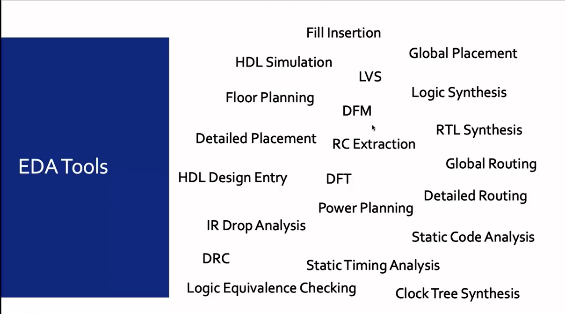 EDA Tools
Fill Insertion
Global Placement
HDL Simulation
LVS
Logic Synthesis
Floor Planning
DFM
RTL Synthesis
Detailed Placement
RC Extraction
Global Routing
HDL Design Entry
DFT
Detailed Routing
Power Planning
IR Drop Analysis
Static Code Analysis
DRC
Static Timing Analysis
Logic Equivalence Checking
Clock Tree Synthesis